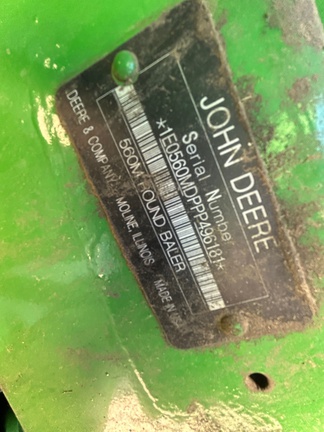 JOHN DEERE
Serial Number
*1E0560MDPPP496181*
560M ROUND BALER
DEERE & COMPANY MOLINE, ILLINOIS MADE IN USA